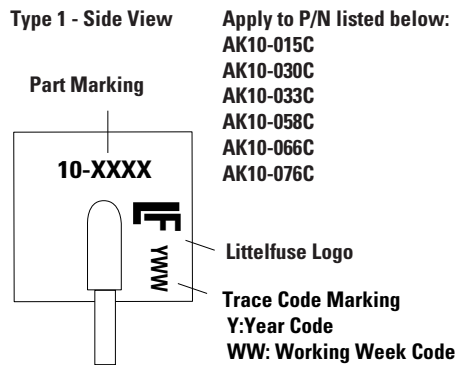 Type 1 - Side View
Apply to P/N listed below:
AK10-015C
AK10-030C
AK10-033C
AK10-058C
AK10-066C
AK10-076C
Part Marking
10-XXXX
LF
YWW
Littelfuse Logo
Trace Code Marking
Y:Year Code
WW: Working Week Code